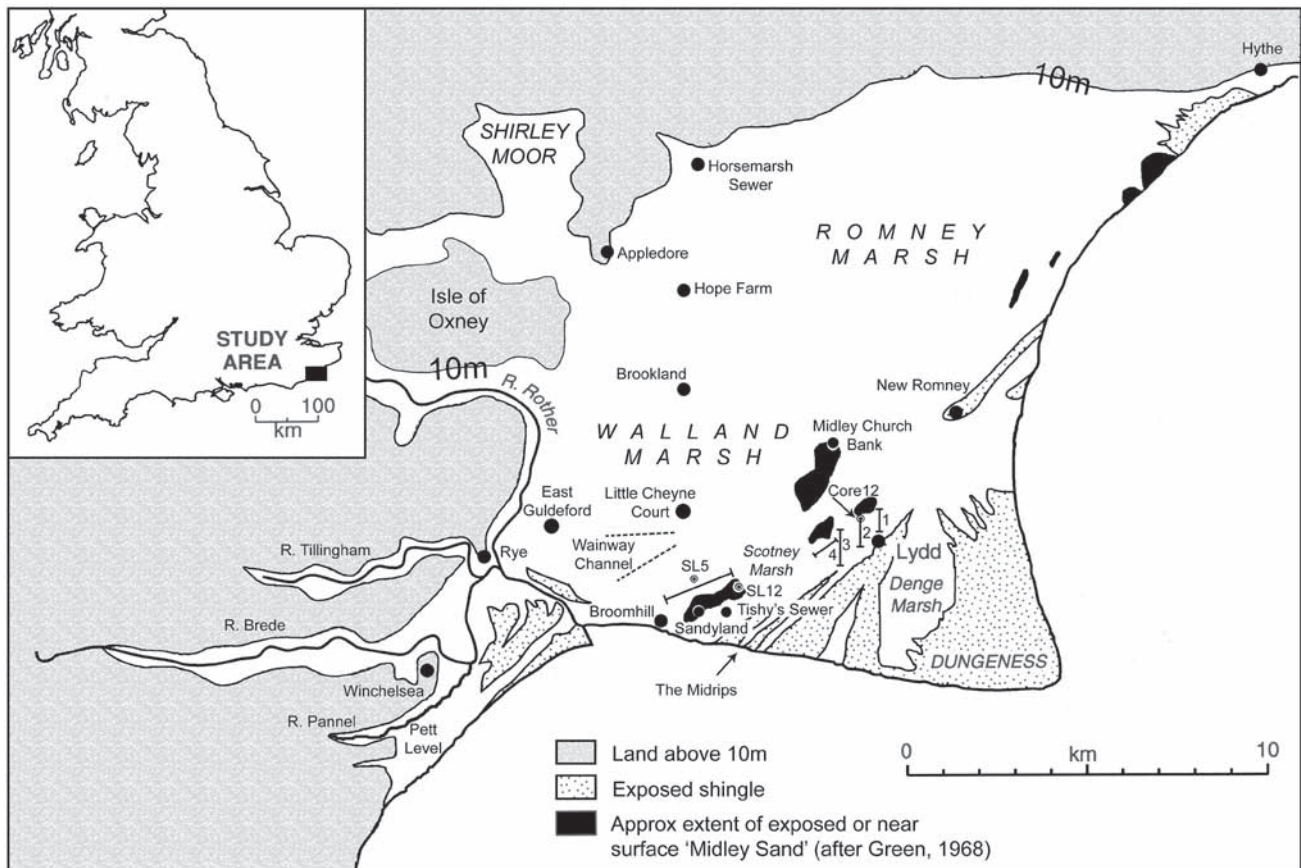 STUDY
AREA
0 100
km
10m
Hythe
SHIRLEY
MOOR
Horsemarsh
Sewer
ROMNEY
MARSH
Appledore
Hope Farm
Isle of
Oxney
10m
R. Rother
Brookland
New Romney
WALLAND
MARSH
Midley Church
Bank
Core12
East
Guldeford
Little Cheyne
Court
1
2
3
4
Wainway
Channel
Scotney
Marsh
Lydd
R. Tillingham
Rye
SL5
SL12
Denge
Marsh
Broomhill
Tishy's Sewer
Sandyland
R. Brede
DUNGENESS
Winchelsea
The Midrips
R. Pannel
Pett
Level
0 10
km
Land above 10m
Exposed shingle
Approx extent of exposed or near
surface 'Midley Sand' (after Green, 1968)